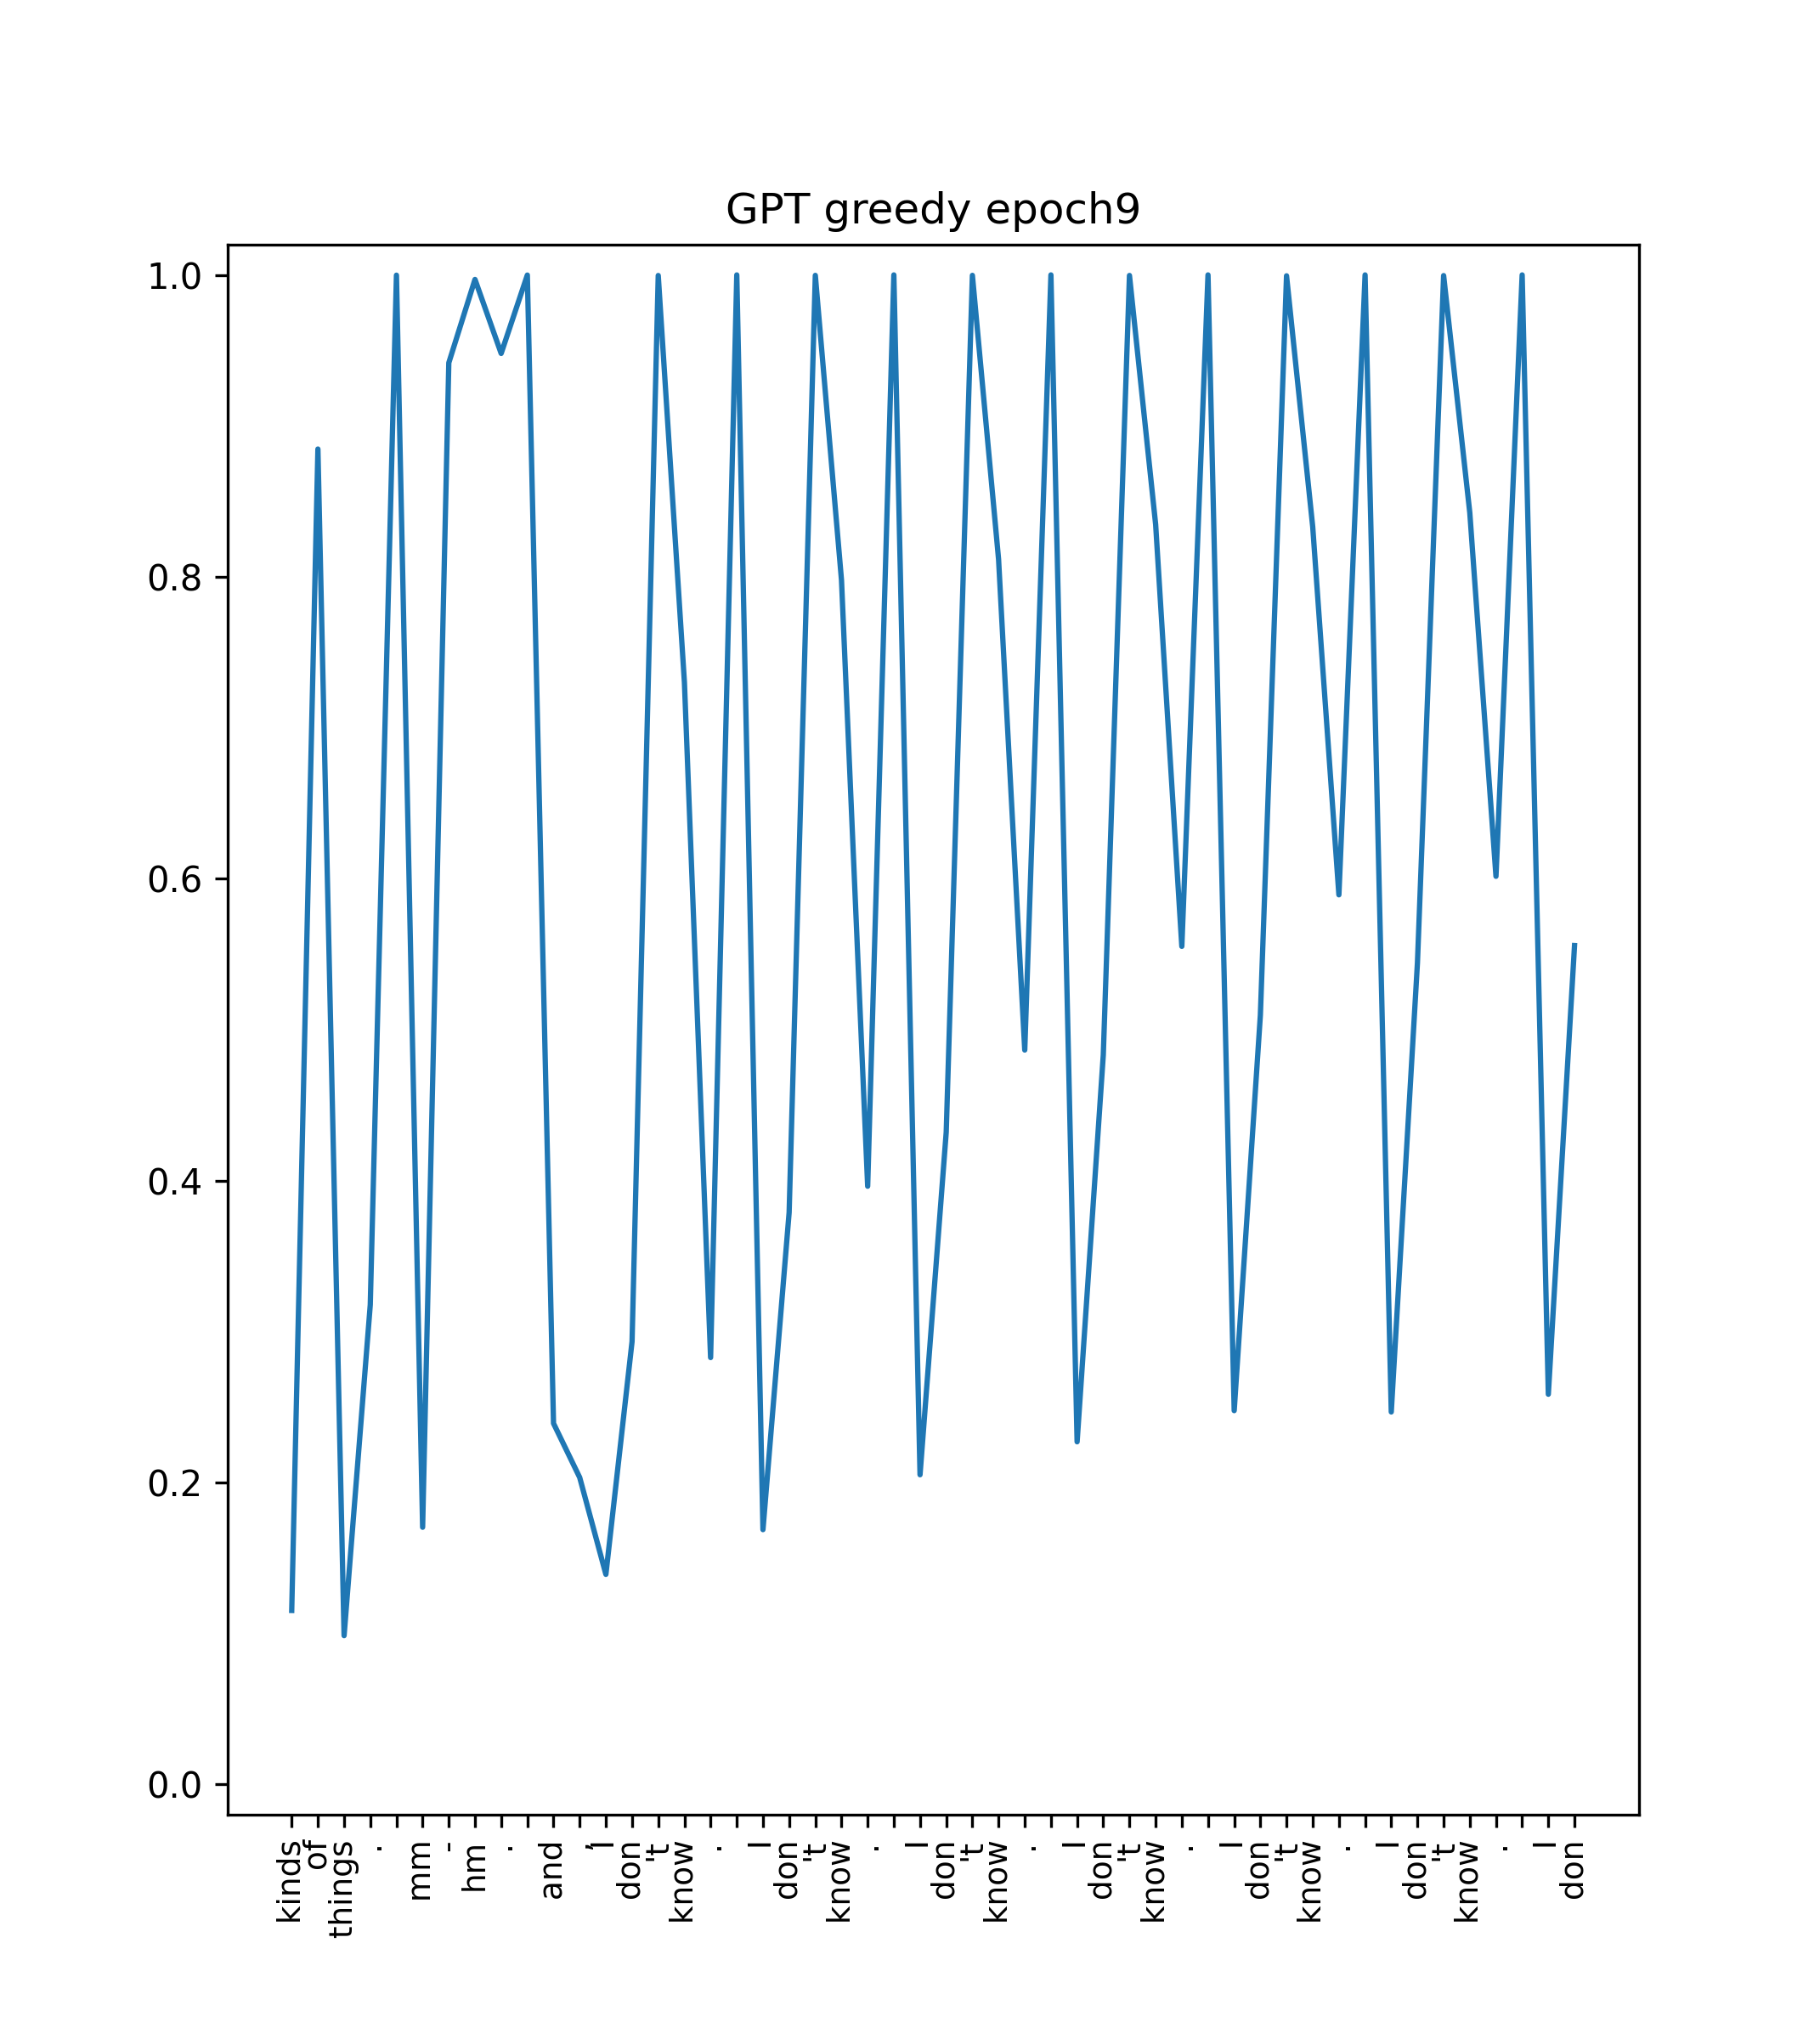 GPT greedy epoch9
1.0
0.8
0.6
0.4
0.2
0.0
kinds
of
things
.
mm
-
hm
.
and
,
I
don
't
know
.
I
don
't
know
.
I
don
't
know
.
I
don
't
know
.
I
don
't
know
.
I
don
't
know
.
I
don